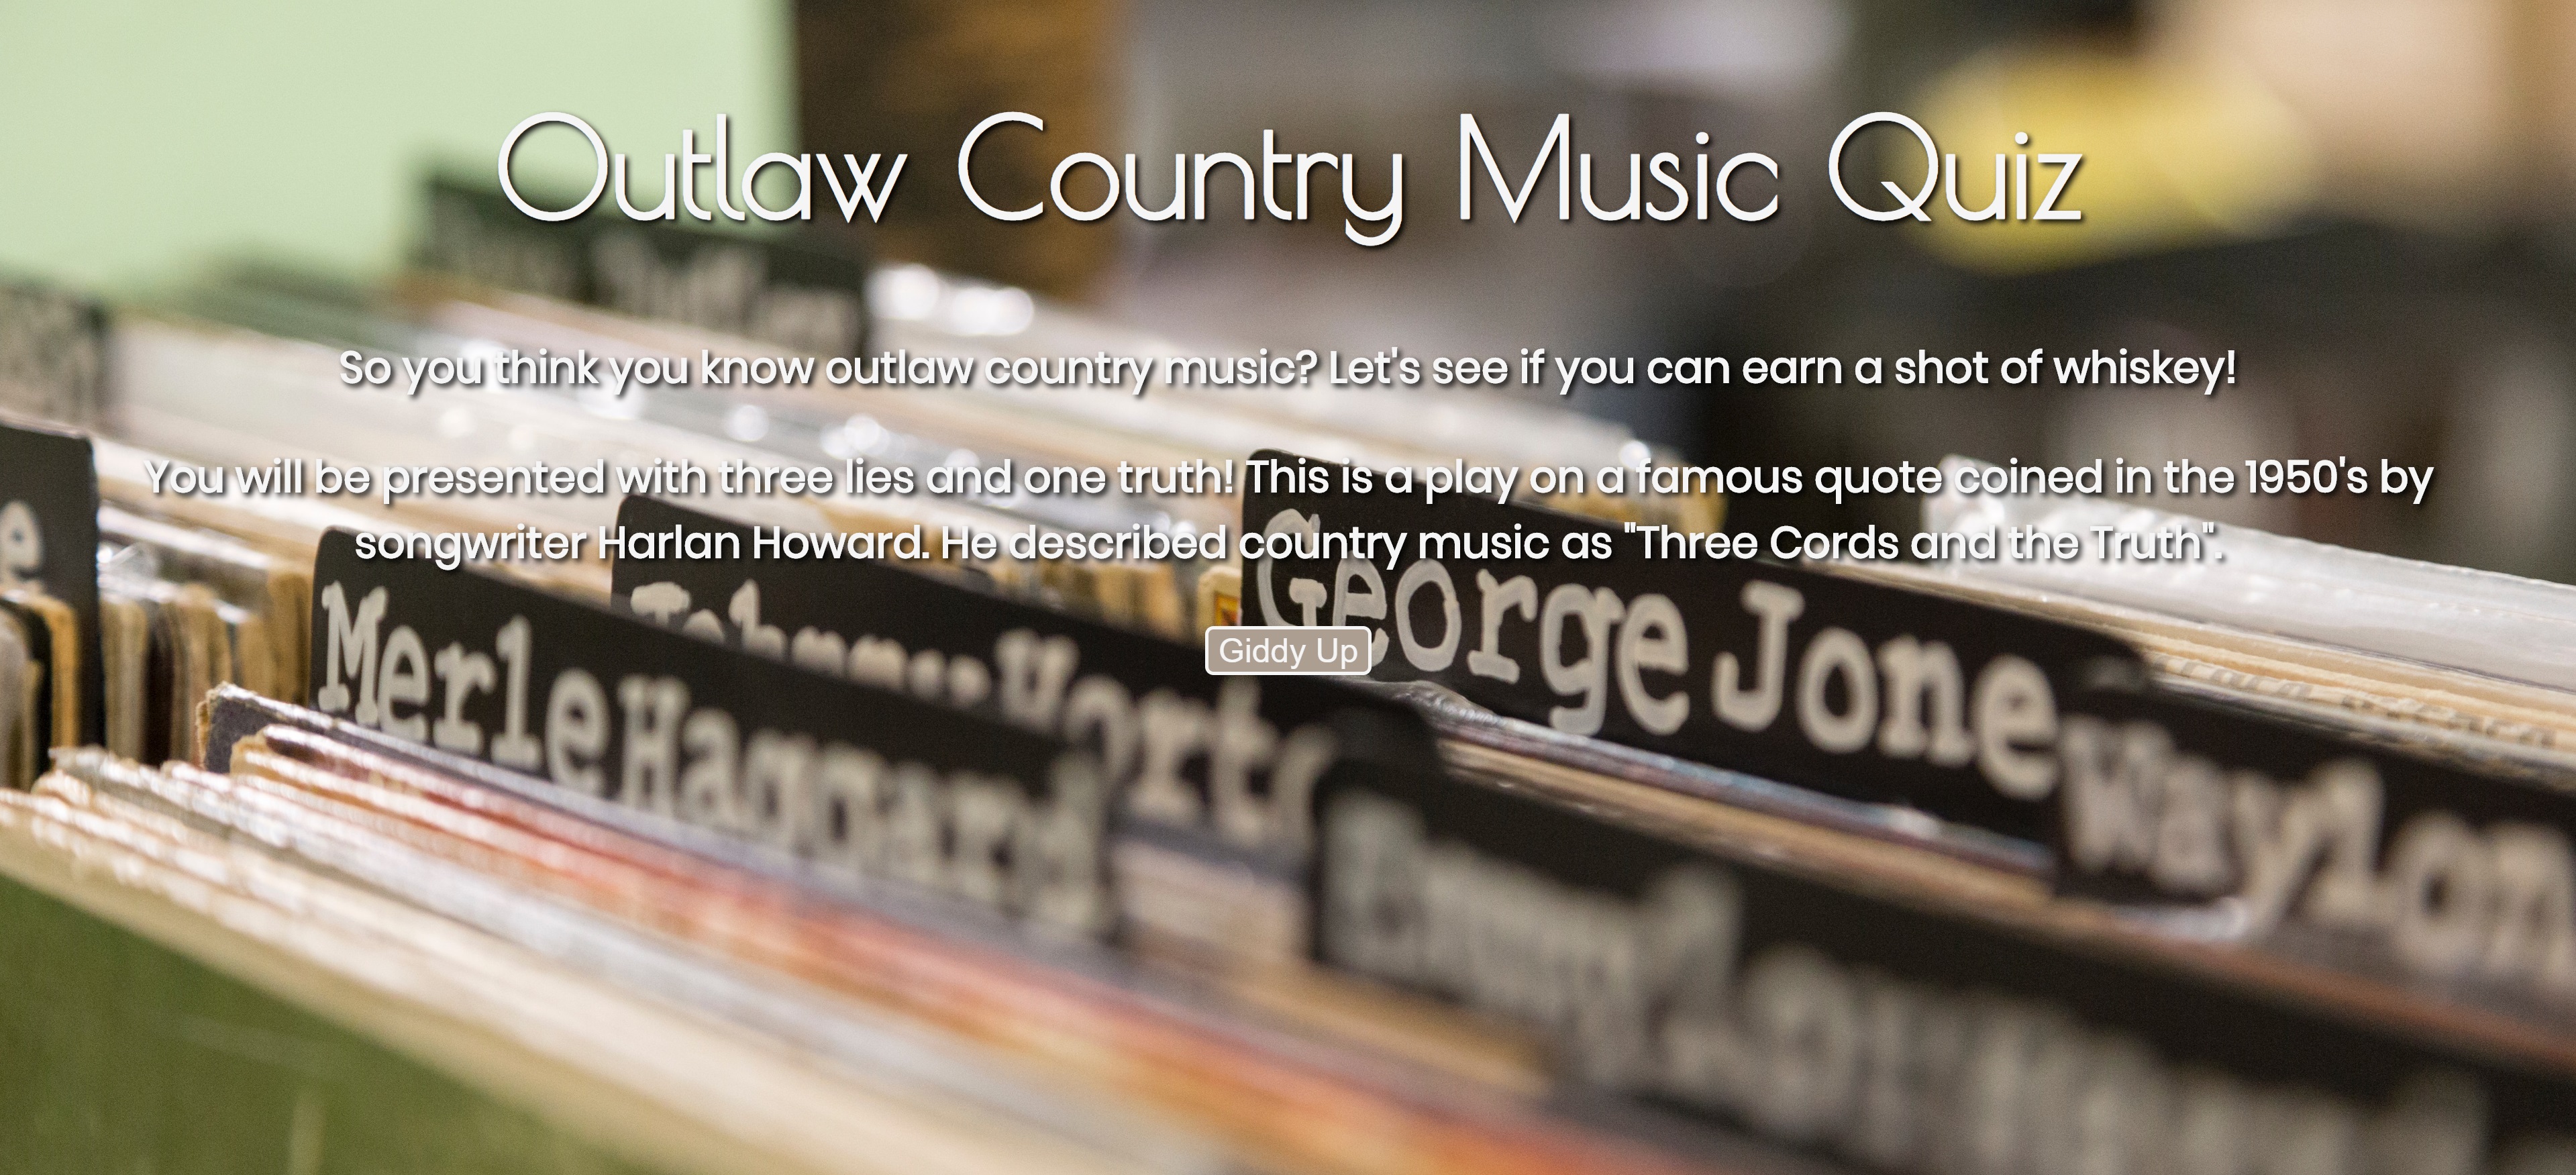 Outlaw Country Music Quiz
So you think you know outlaw country music? Let's see if you can earn a shot of whiskey!
You will be presented with three lies and one truth! This is a play on a famous quote coined in the 1950's by
songwriter Harlan Howard. He described country music as "Three Cords and the Truth".
Giddy Up
George Jone
Merle Haggard
Waylon